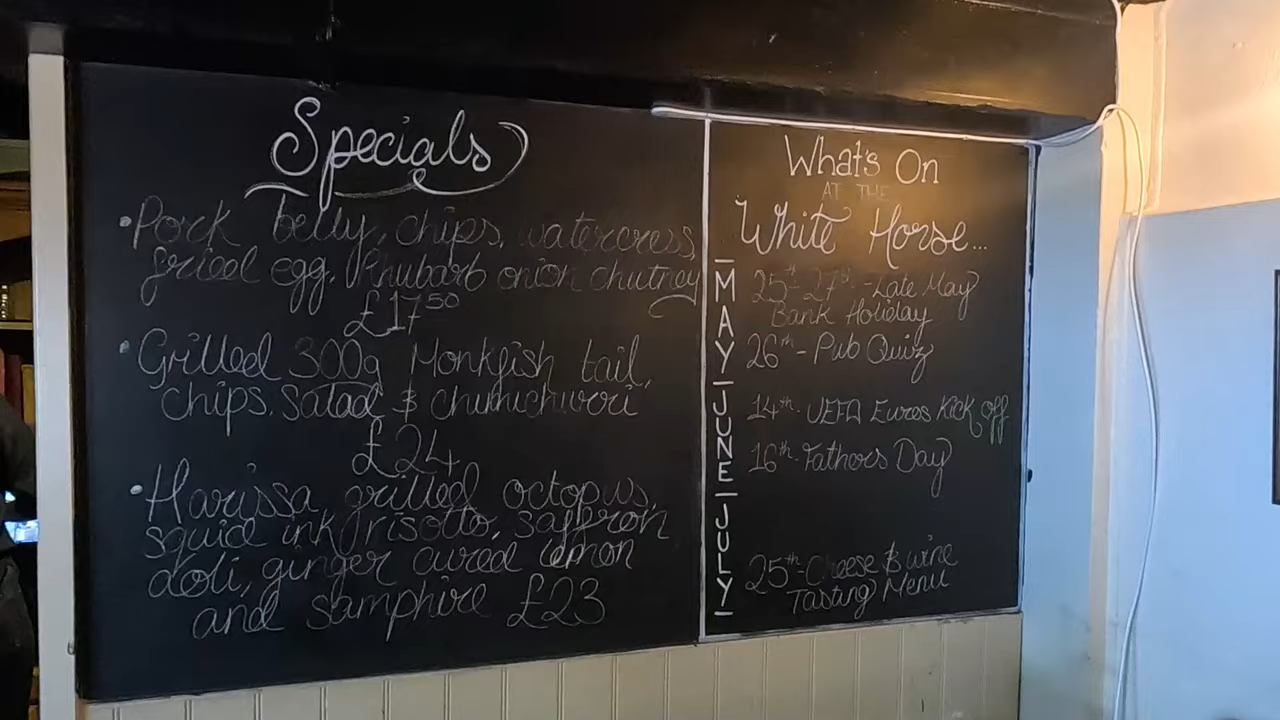 Specials
• Pork belly, chips, watercress,
fried egg, Rhubarb onion chutney
£17.50
• Grilled 300g Monkfish tail,
chips, Salad & chimichurri
£24
• Harissa grilled octopus,
squid ink risotto, saffron
aoli, ginger cured lemon
and samphire £23
What's On
AT THE
White Horse...
MAY
25th-27th-Late May
Bank Holiday
26th-Pub Quiz
JUNE
14th-UEFA Euros Kick off
16th-Fathers Day
JULY
25th-Cheese & wine
Tasting Menu